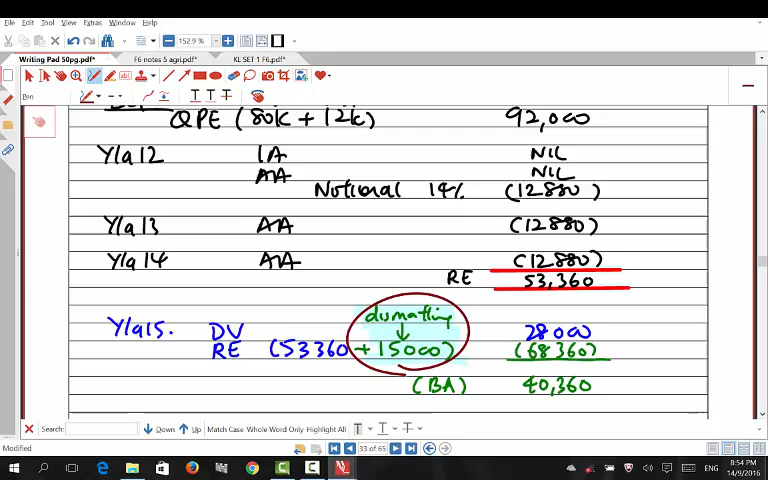 File Edit Tool View Extras Window Help
152.9%
Writing Pad 50pg.pdf* F6 notes 5 agri.pdf* KL SET 1 F6.pdf*
Pen
QPE (80k + 12k) 92,000
Y/a 12 IA NIL
AA NIL
Notional 14% (12880)
Y/a 13 AA (12880)
Y/a 14 AA (12880)
RE 53,360
dismantling
Y/a 15. DV 28000
RE (53360 + 15000) (68360)
(BA) 40,360
Search: Down Up Match Case Whole Word Only Highlight All
Modified 33 of 65
ENG 8:54 PM
14/9/2016